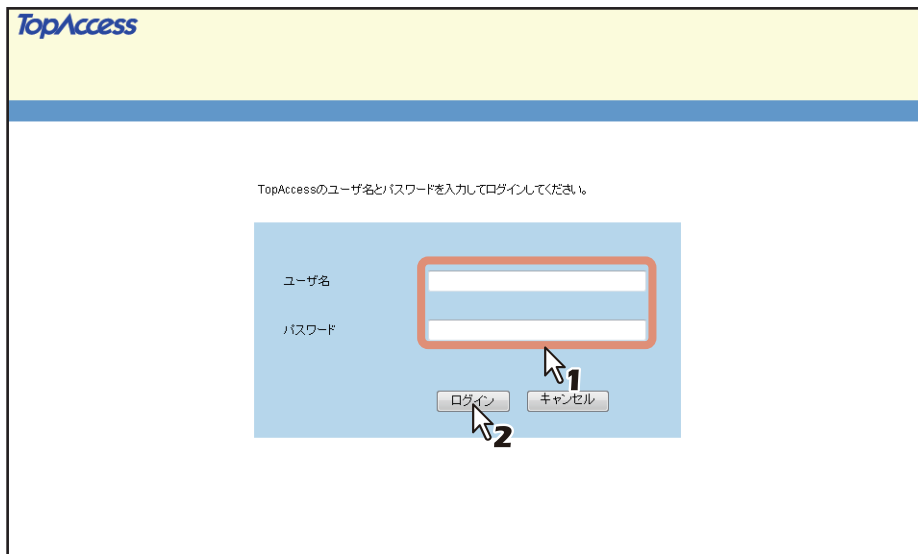 TopAccess
TopAccessのユーザ名とパスワードを入力してログインしてください。
ユーザ名
パスワード
1
ログイン キャンセル
2